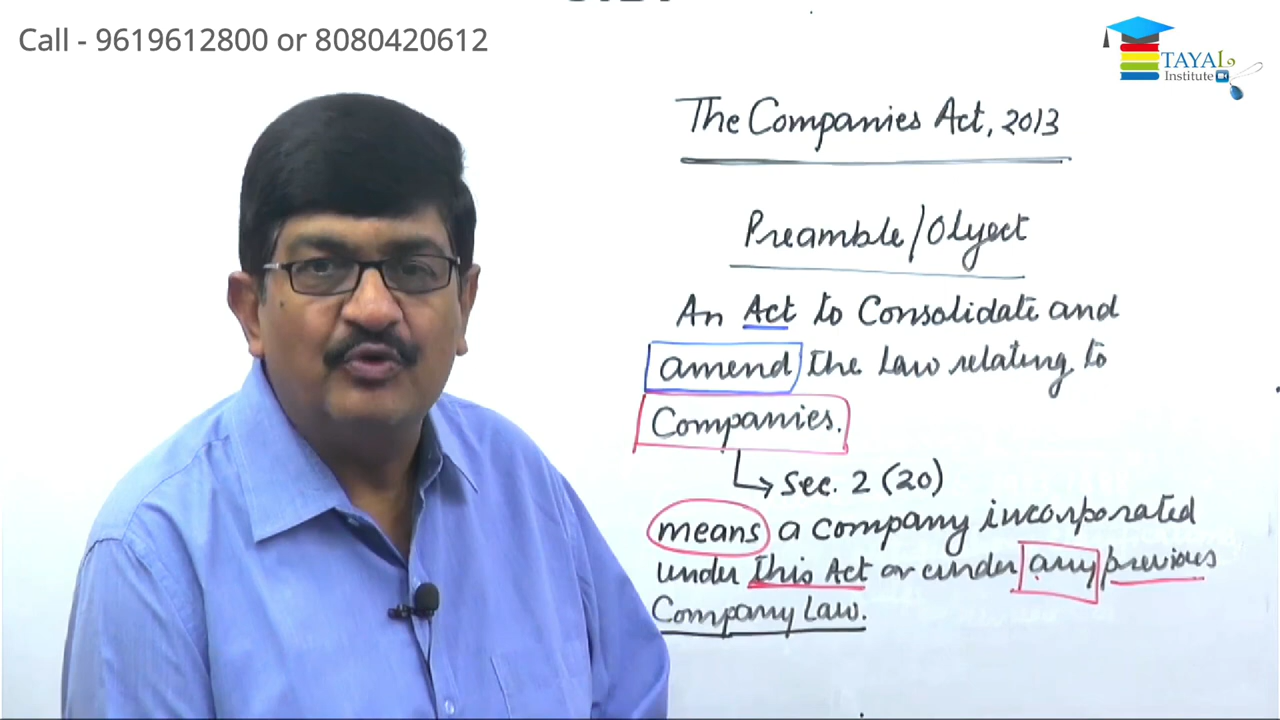 Call - 9619612800 or 8080420612
TAYAL
Institute
The Companies Act, 2013
Preamble/Object
An Act to Consolidate and
amend the Law relating to
Companies.
Sec. 2 (20)
means a Company incorporated
under this Act or under any previous
Company Law.